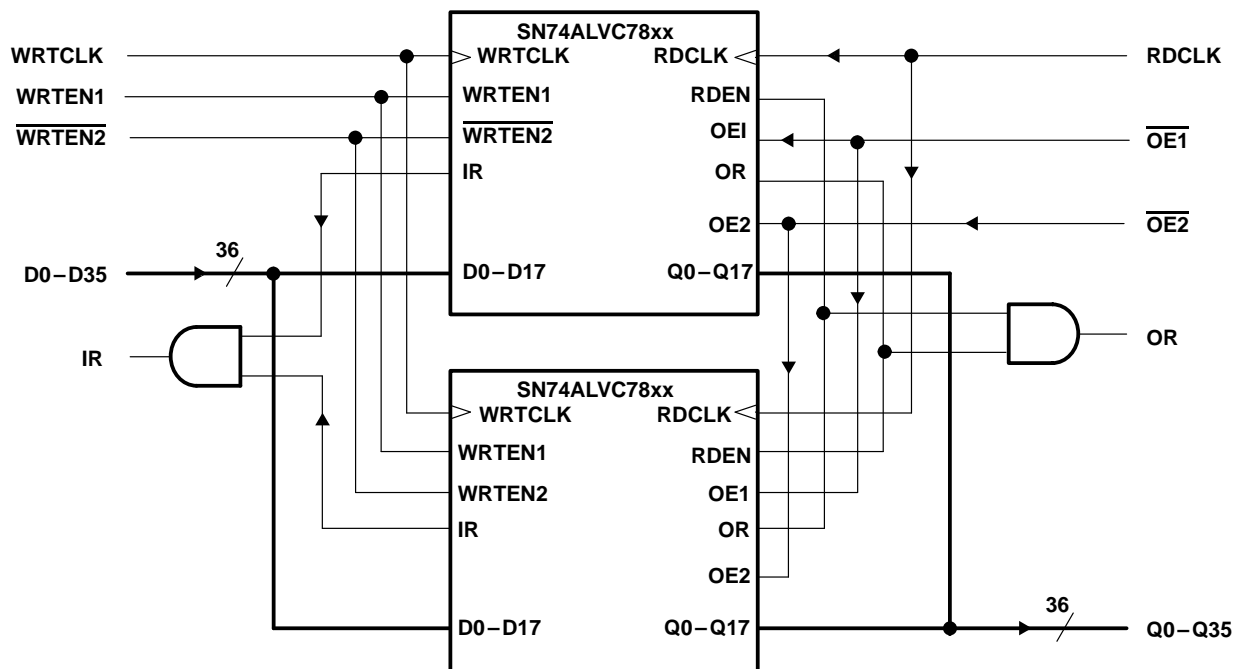 SN74ALVC78xx
WRTCLK
WRTCLK
RDCLK
RDCLK
WRTEN1
WRTEN1
RDEN
WRTEN2
WRTEN2
OEI
OE1
IR
OR
OE2
OE2
36
D0–D35
D0–D17
Q0–Q17
IR
OR
SN74ALVC78xx
WRTCLK
RDCLK
WRTEN1
RDEN
WRTEN2
OE1
IR
OR
OE2
36
D0–D17
Q0–Q17
Q0–Q35